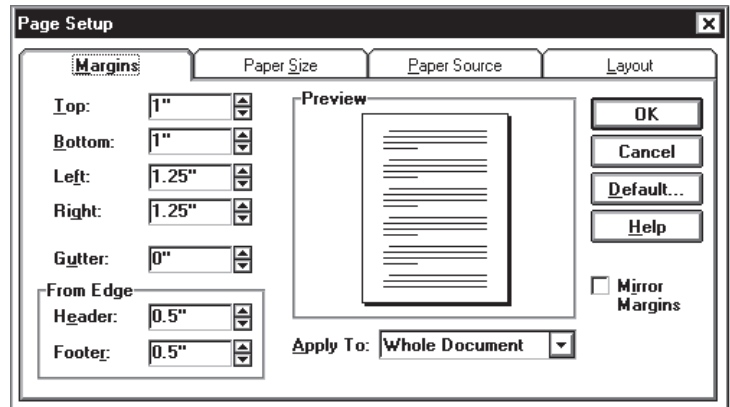 Page Setup
Margins
Paper Size
Paper Source
Layout
Top: 1"
Bottom: 1"
Left: 1.25"
Right: 1.25"
Gutter: 0"
From Edge
Header: 0.5"
Footer: 0.5"
Preview
Apply To: Whole Document
OK
Cancel
Default...
Help
Mirror
Margins